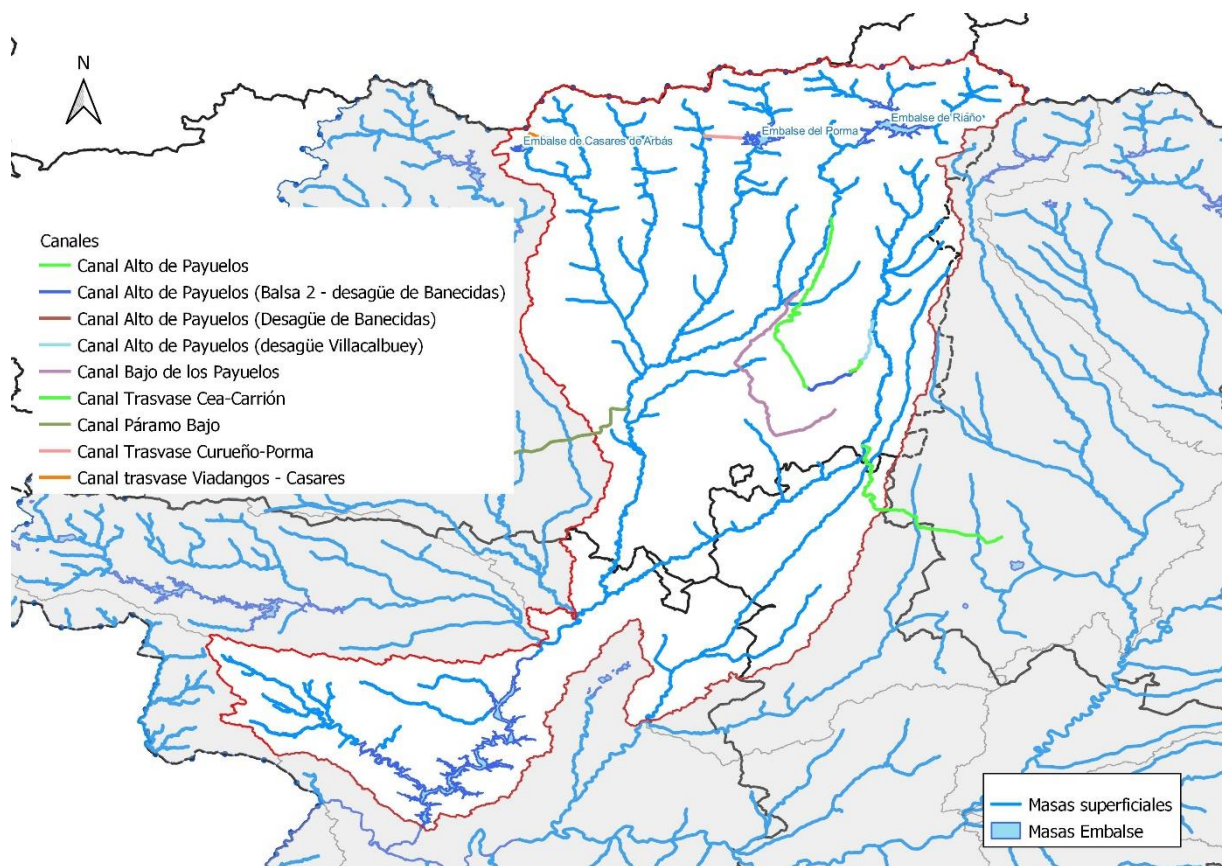 N
Embalse de Riaño
Embalse del Porma
Embalse de Casares de Arbás
Canales
Canal Alto de Payuelos
Canal Alto de Payuelos (Balsa 2 - desagüe de Banecidas)
Canal Alto de Payuelos (Desagüe de Banecidas)
Canal Alto de Payuelos (desagüe Villacalbuey)
Canal Bajo de los Payuelos
Canal Trasvase Cea-Carrión
Canal Páramo Bajo
Canal Trasvase Curueño-Porma
Canal trasvase Viadangos - Casares
Masas superficiales
Masas Embalse